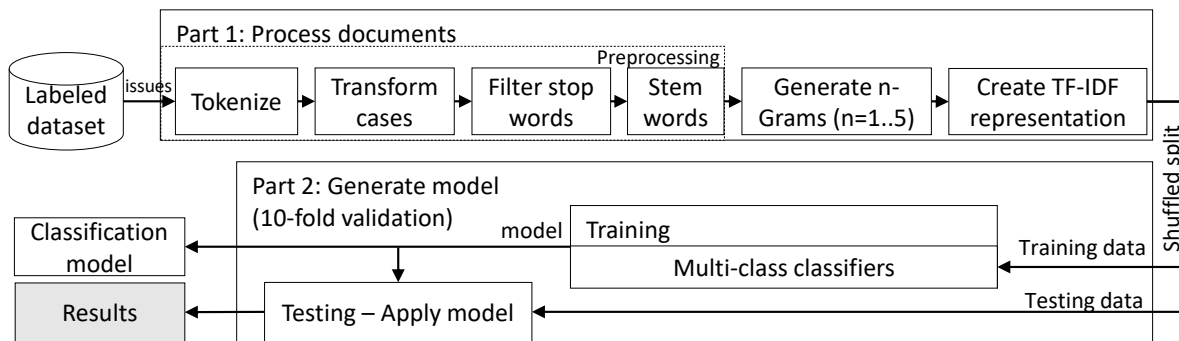 Part 1: Process documents
Preprocessing
Labeled
dataset
issues
Tokenize
Transform
cases
Filter stop
words
Stem
words
Generate n-
Grams (n=1..5)
Create TF-IDF
representation
Shuffled split
Part 2: Generate model
(10-fold validation)
Classification
model
model
Training
Multi-class classifiers
Training data
Results
Testing – Apply model
Testing data